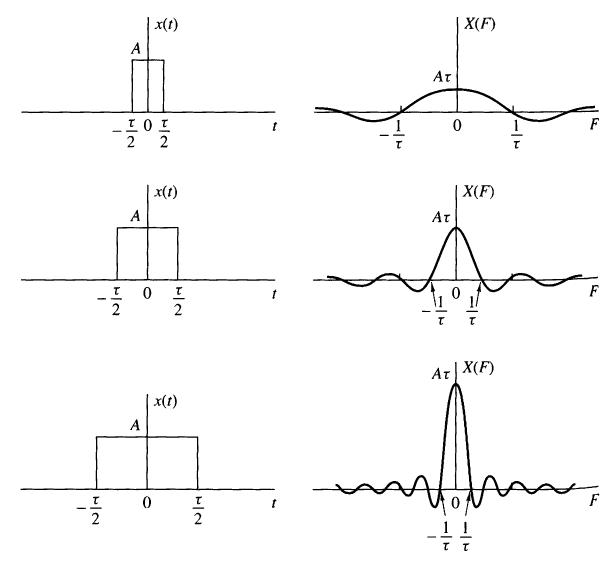 x(t)
A
-τ/2 0 τ/2 t
X(F)
Aτ
-1/τ 0 1/τ F
x(t)
A
-τ/2 0 τ/2 t
X(F)
Aτ
-1/τ 0 1/τ F
x(t)
A
-τ/2 0 τ/2 t
Aτ X(F)
0 F
-1/τ 1/τ